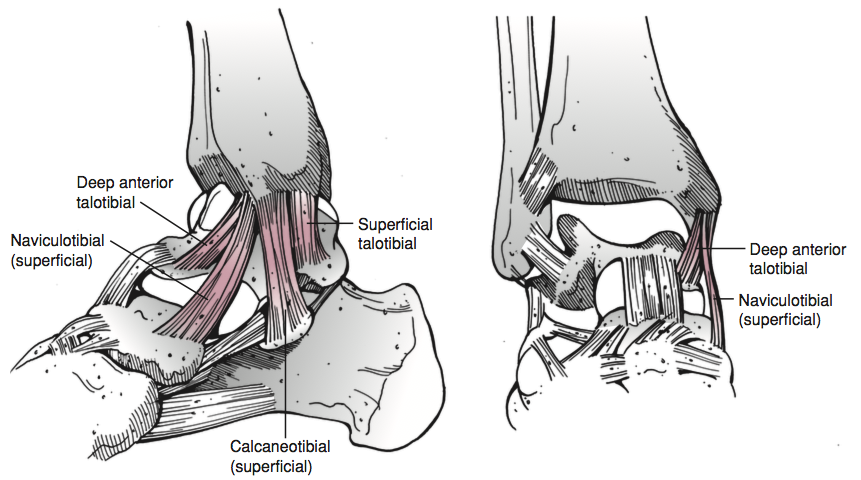 Deep anterior
talotibial
Naviculotibial
(superficial)
Superficial
talotibial
Calcaneotibial
(superficial)
Deep anterior
talotibial
Naviculotibial
(superficial)